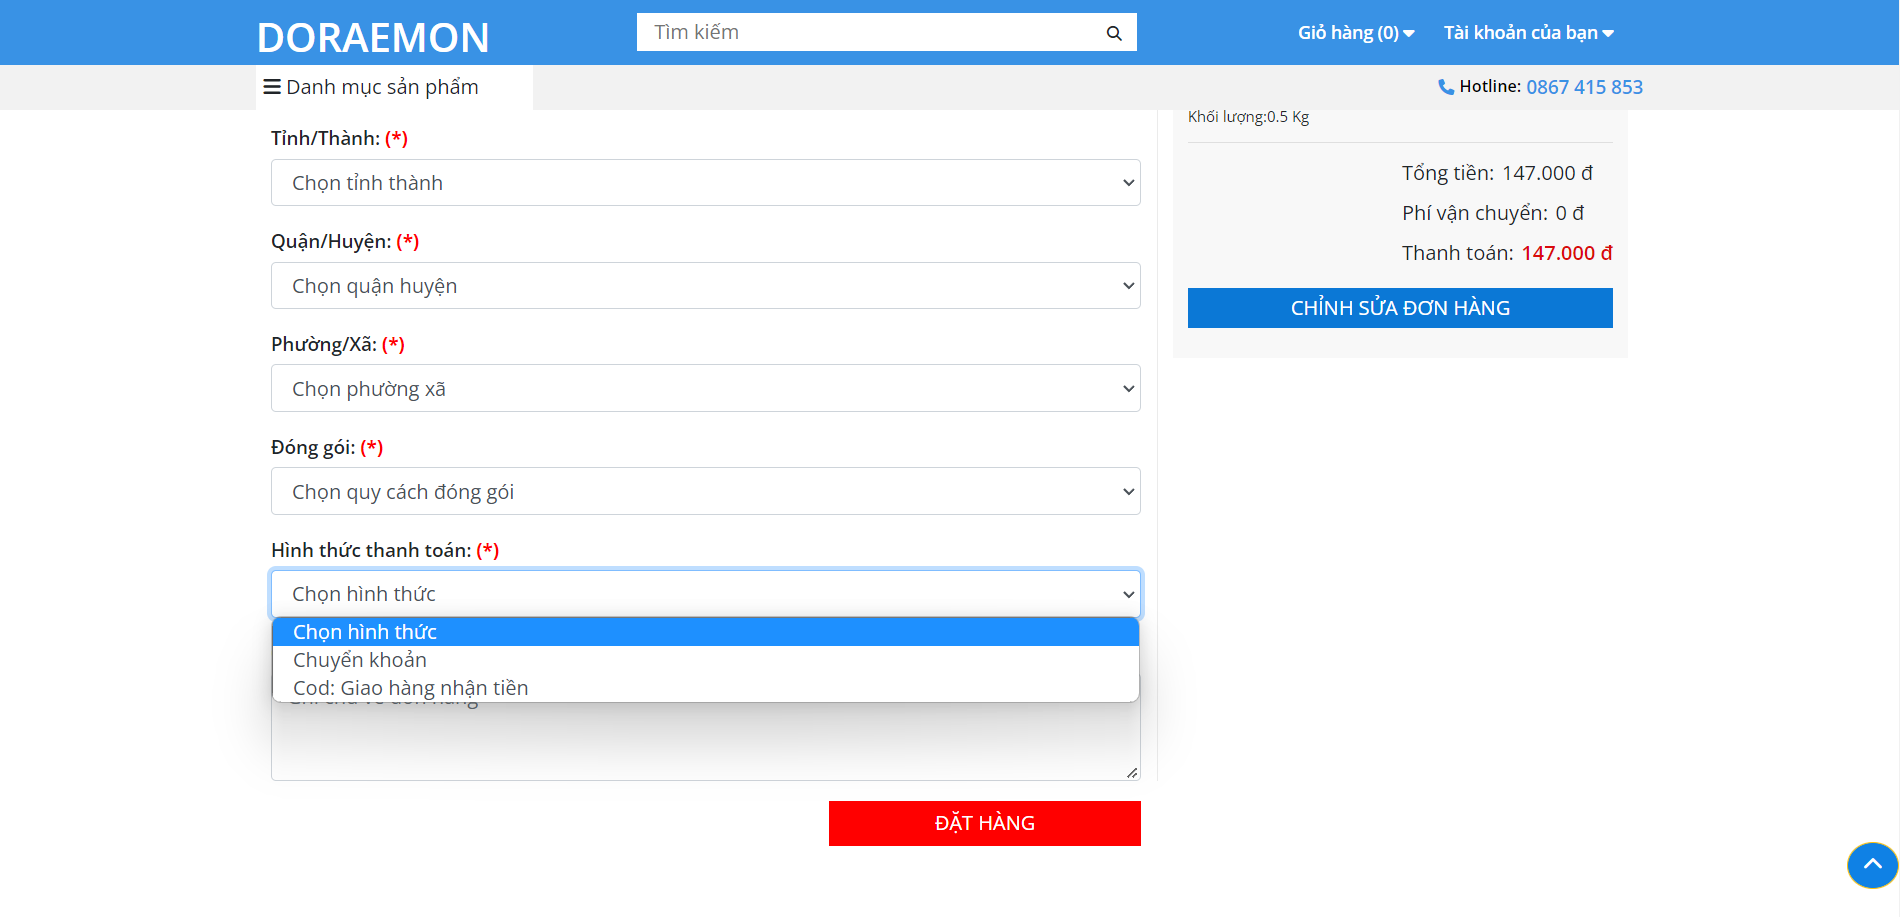 DORAEMON
Tìm kiếm
Giỏ hàng (0)
Tài khoản của bạn
Danh mục sản phẩm
Hotline: 0867 415 853
Tỉnh/Thành: (*)
Chọn tỉnh thành
Quận/Huyện: (*)
Chọn quận huyện
Phường/Xã: (*)
Chọn phường xã
Đóng gói: (*)
Chọn quy cách đóng gói
Hình thức thanh toán: (*)
Chọn hình thức
Chọn hình thức
Chuyển khoản
Cod: Giao hàng nhận tiền
ĐẶT HÀNG
Khối lượng:0.5 Kg
Tổng tiền: 147.000 đ
Phí vận chuyển: 0 đ
Thanh toán: 147.000 đ
CHỈNH SỬA ĐƠN HÀNG